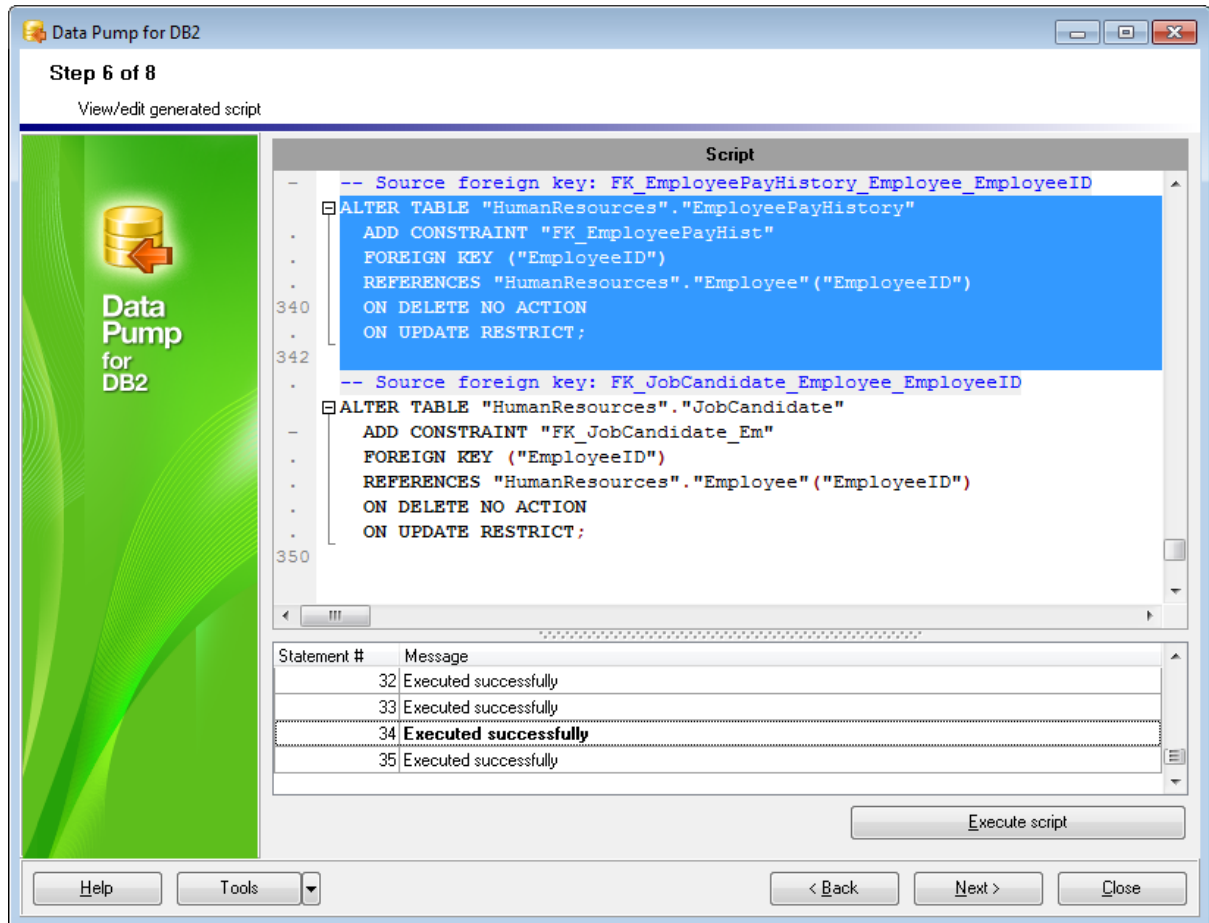 Data Pump for DB2
Step 6 of 8
View/edit generated script
Data
Pump
for
DB2
Script
-- Source foreign key: FK_EmployeePayHistory_Employee_EmployeeID
ALTER TABLE "HumanResources"."EmployeePayHistory"
ADD CONSTRAINT "FK_EmployeePayHist"
FOREIGN KEY ("EmployeeID")
REFERENCES "HumanResources"."Employee"("EmployeeID")
340 ON DELETE NO ACTION
ON UPDATE RESTRICT;
342
-- Source foreign key: FK_JobCandidate_Employee_EmployeeID
ALTER TABLE "HumanResources"."JobCandidate"
ADD CONSTRAINT "FK_JobCandidate_Em"
FOREIGN KEY ("EmployeeID")
REFERENCES "HumanResources"."Employee"("EmployeeID")
ON DELETE NO ACTION
ON UPDATE RESTRICT;
350
Statement # Message
32 Executed successfully
33 Executed successfully
34 Executed successfully
35 Executed successfully
Execute script
Help Tools < Back Next > Close